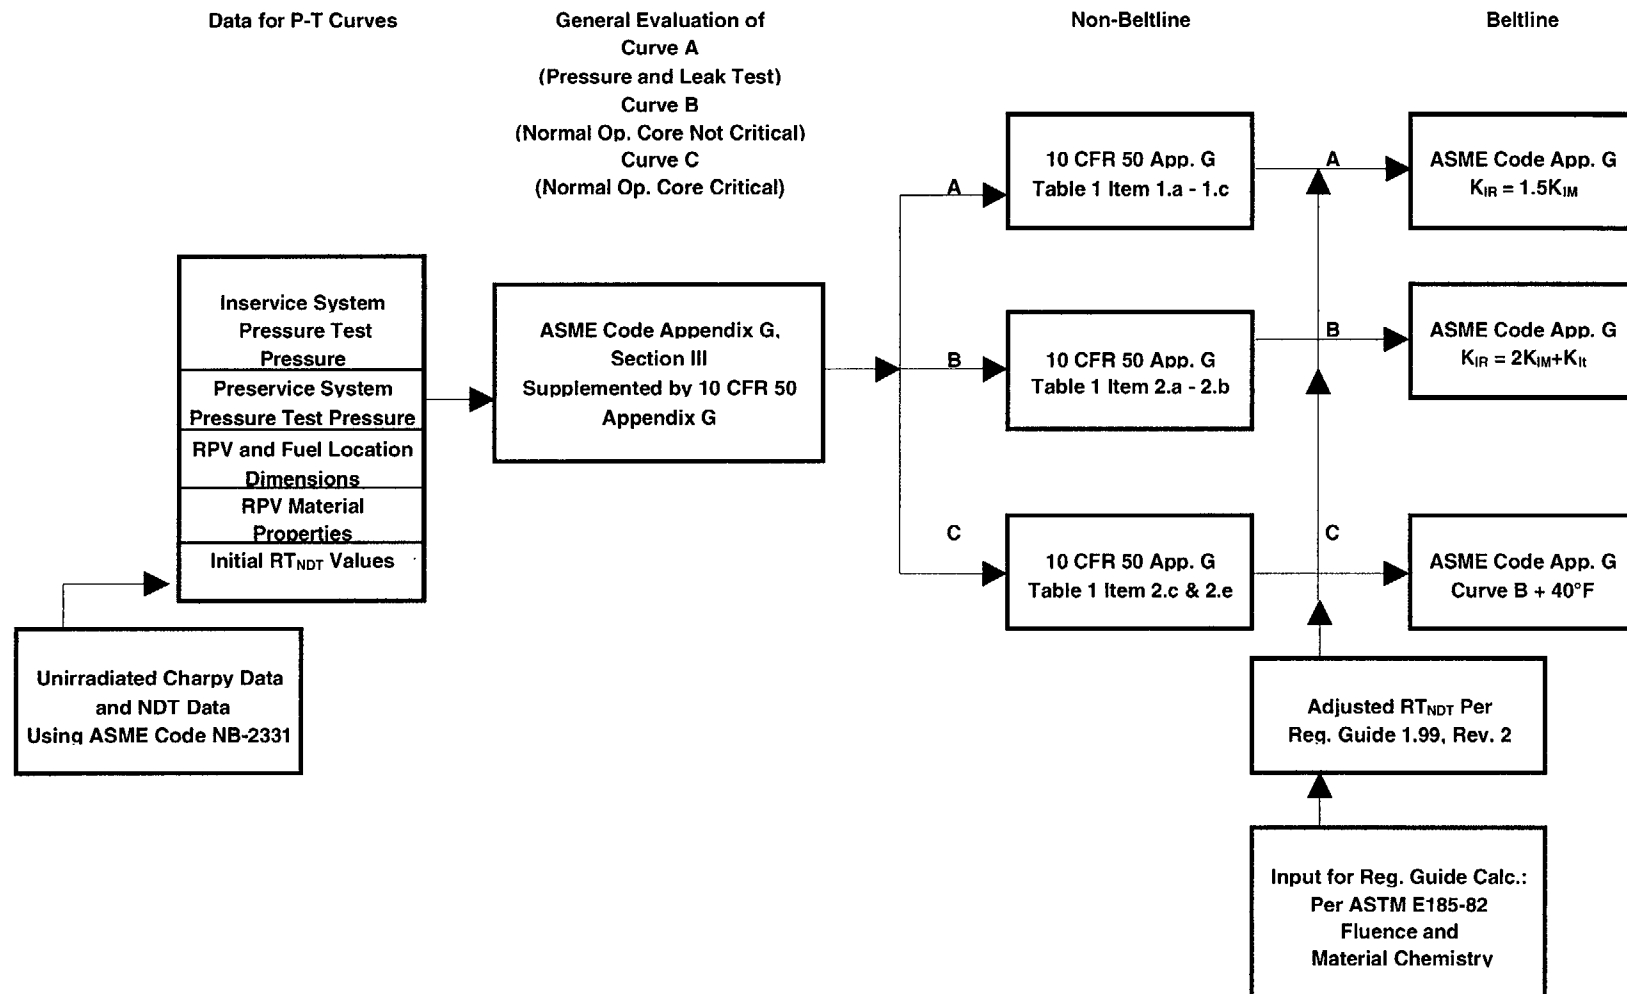 Data for P-T Curves
General Evaluation of
Curve A
(Pressure and Leak Test)
Curve B
(Normal Op. Core Not Critical)
Curve C
(Normal Op. Core Critical)
Non-Beltline
Beltline
Inservice System
Pressure Test
Pressure
Preservice System
Pressure Test Pressure
RPV and Fuel Location
Dimensions
RPV Material
Properties
Initial RTNDT Values
Unirradiated Charpy Data
and NDT Data
Using ASME Code NB-2331
ASME Code Appendix G,
Section III
Supplemented by 10 CFR 50
Appendix G
A
B
C
10 CFR 50 App. G
Table 1 Item 1.a - 1.c
10 CFR 50 App. G
Table 1 Item 2.a - 2.b
10 CFR 50 App. G
Table 1 Item 2.c & 2.e
A
B
C
ASME Code App. G
KIR = 1.5KIM
ASME Code App. G
KIR = 2KIM+KIt
ASME Code App. G
Curve B + 40°F
Adjusted RTNDT Per
Reg. Guide 1.99, Rev. 2
Input for Reg. Guide Calc.:
Per ASTM E185-82
Fluence and
Material Chemistry